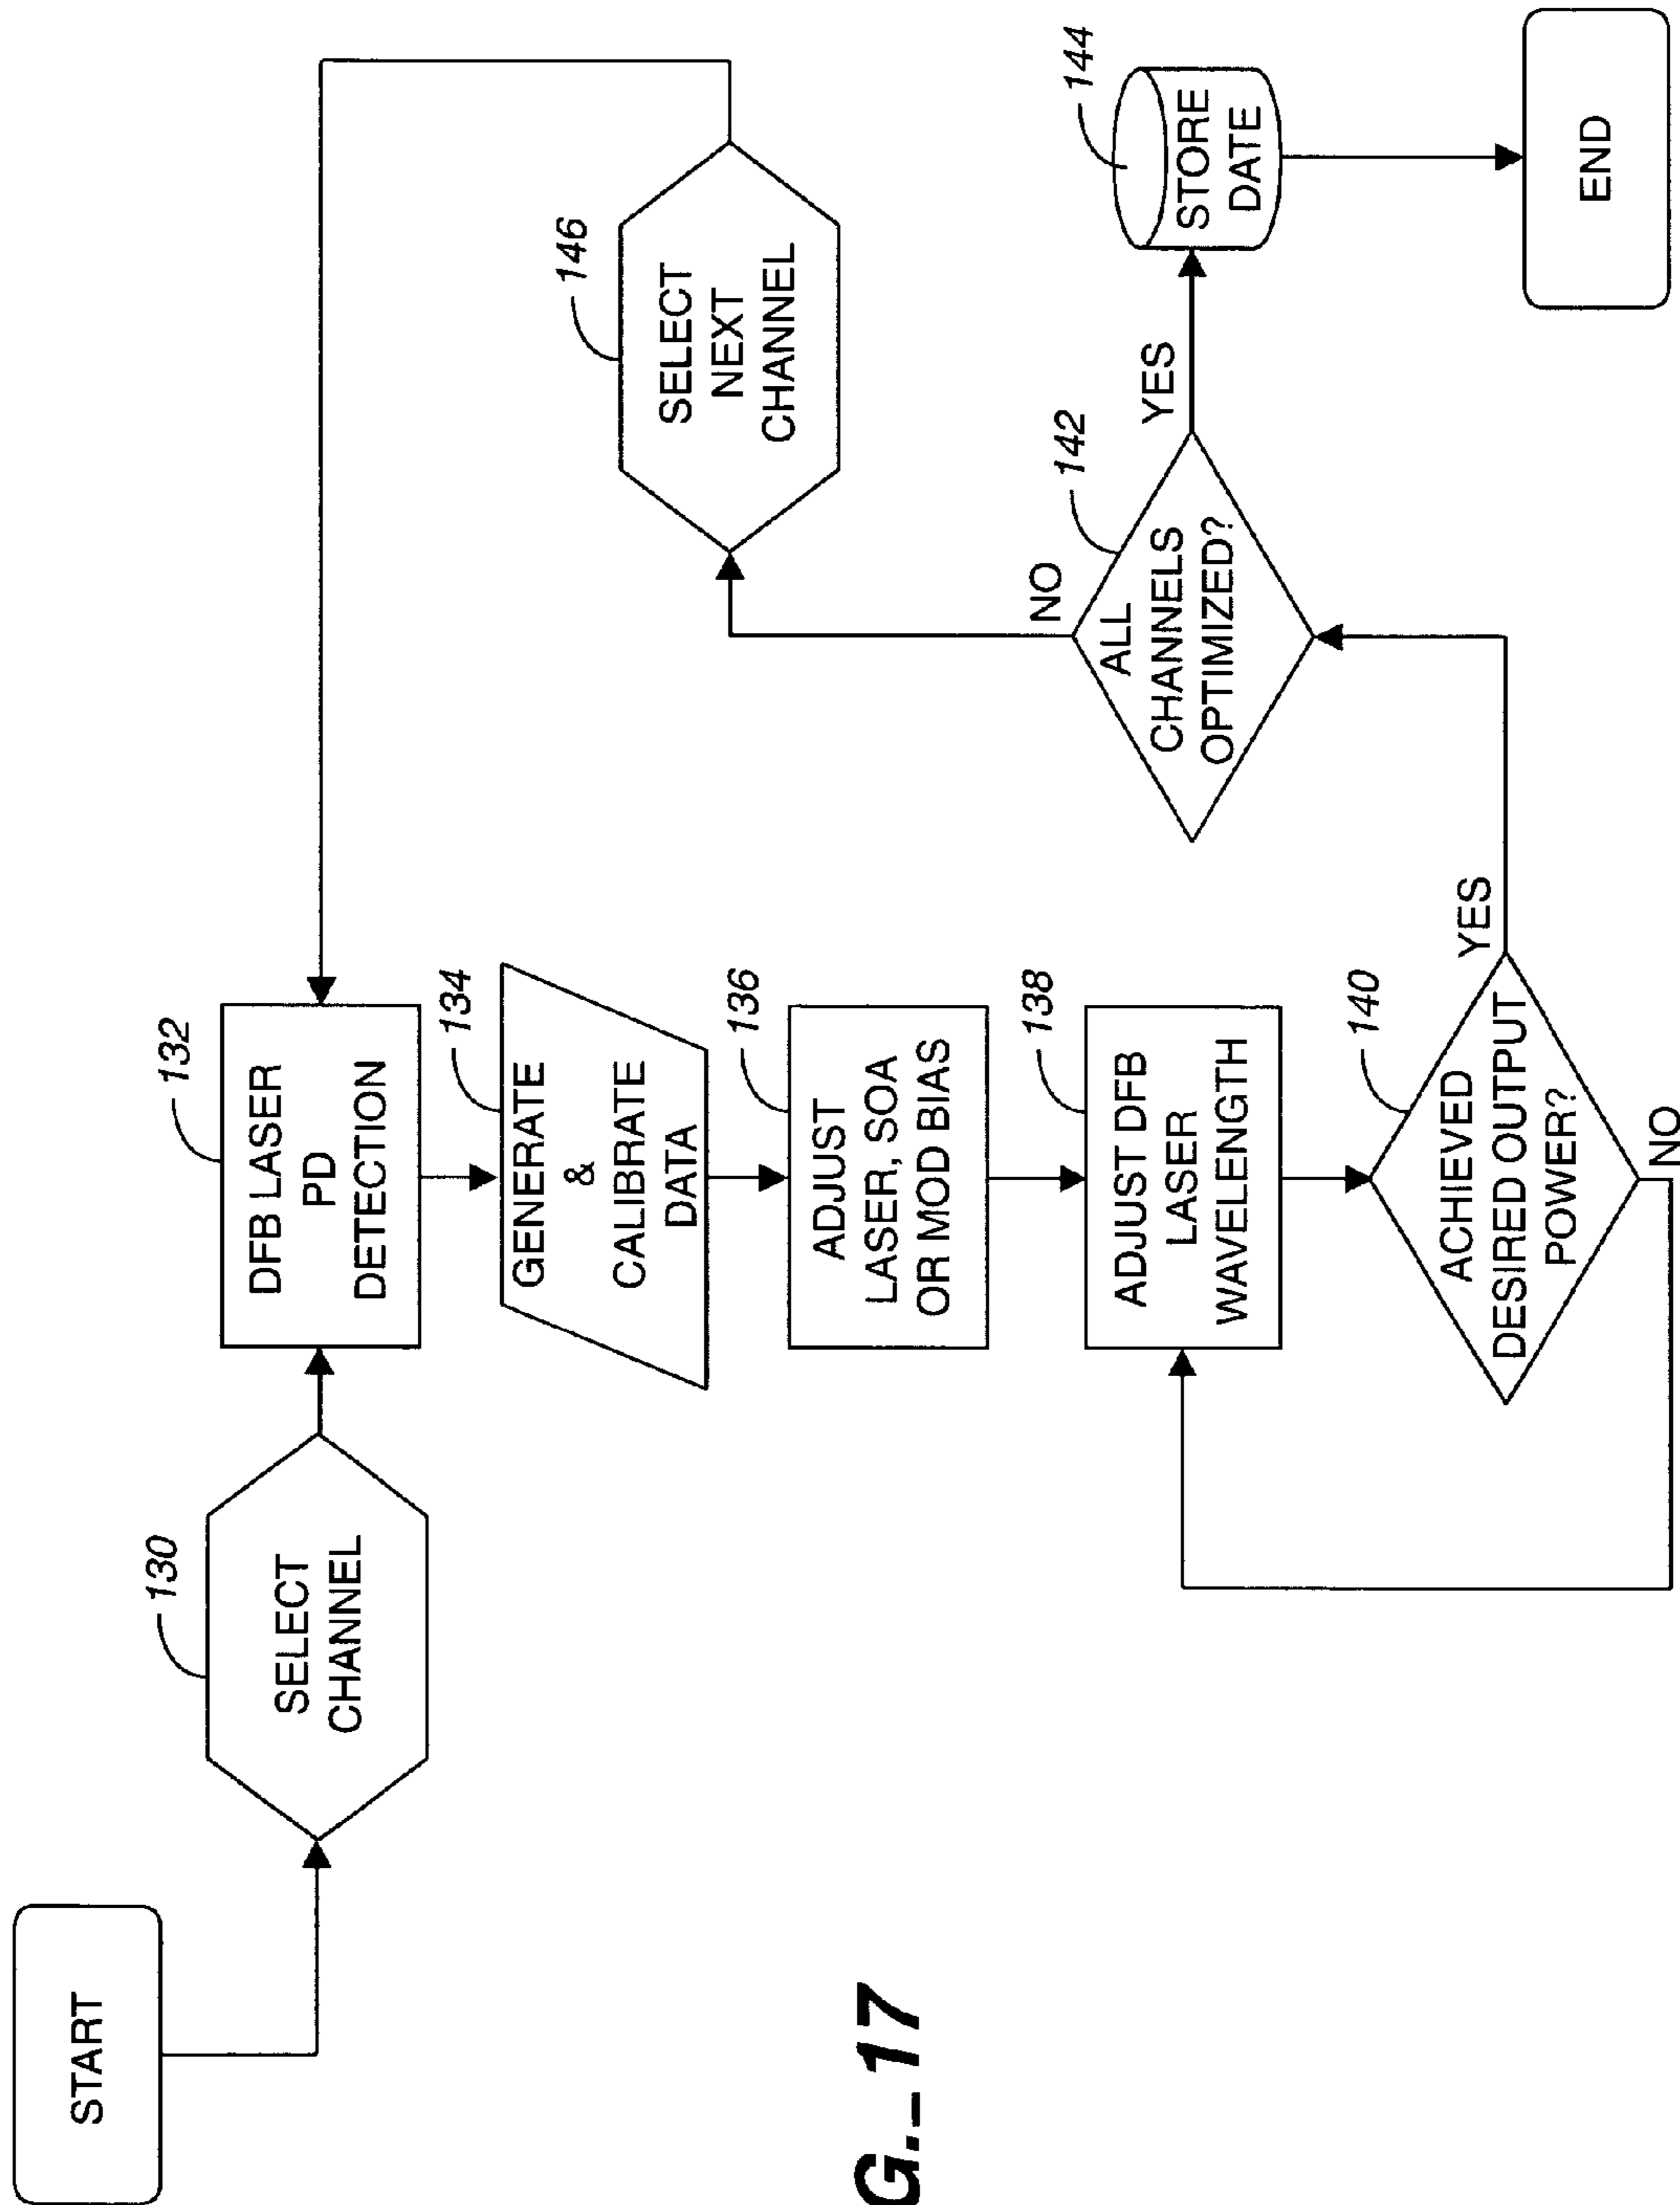 START
130
SELECT
CHANNEL
132
DFB LASER
PD
DETECTION
134
GENERATE
&
CALIBRATE
DATA
136
ADJUST
LASER, SOA
OR MOD BIAS
138
ADJUST DFB
LASER
WAVELENGTH
140
ACHIEVED
DESIRED OUTPUT
POWER?
NO
YES
142
ALL
CHANNELS
OPTIMIZED?
NO
YES
146
SELECT
NEXT
CHANNEL
144
STORE
DATE
END
G._17